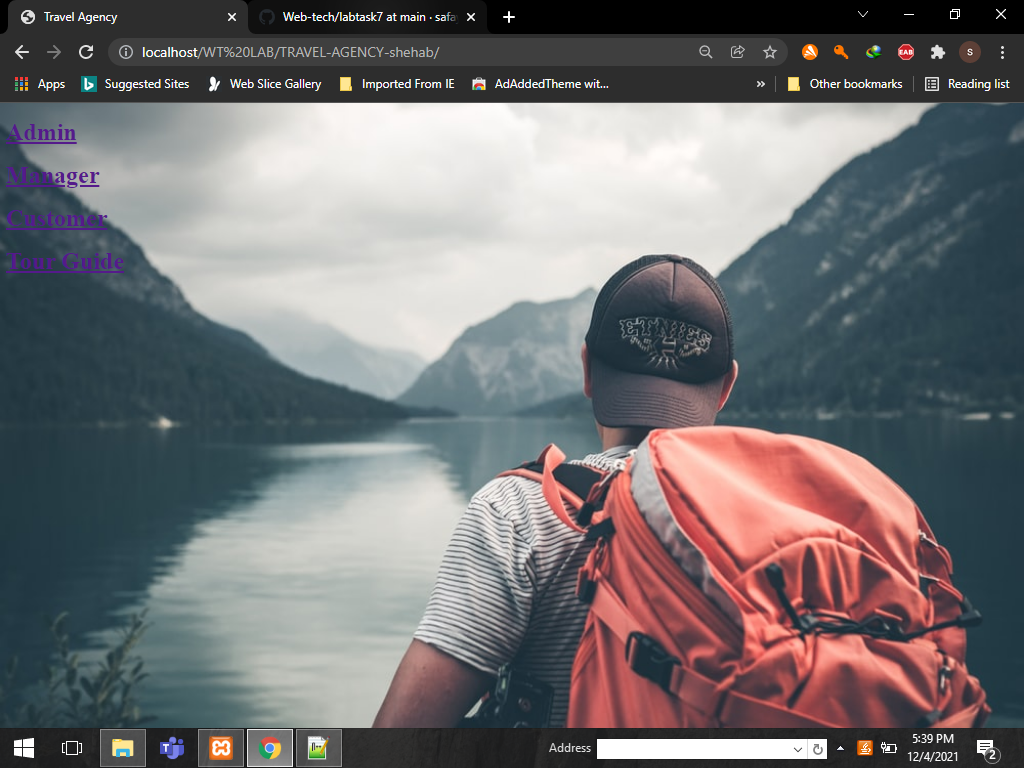 Travel Agency
Web-tech/labtask7 at main · safa
localhost/WT%20LAB/TRAVEL-AGENCY-shehab/
EAB
S
Apps
Suggested Sites
Web Slice Gallery
Imported From IE
AdAddedTheme wit...
»
Other bookmarks
Reading list
Admin
Manager
Customer
Tour Guide
ETNIES
Address
5:39 PM
12/4/2021
2